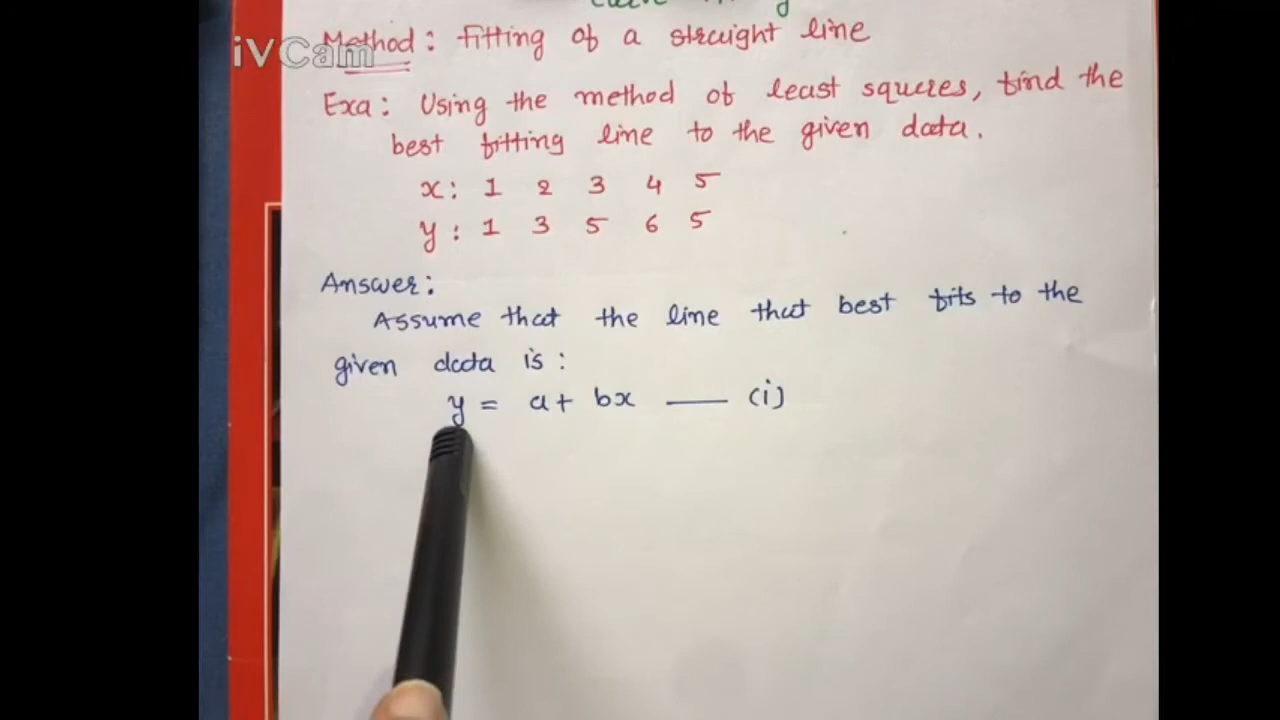 iVCam
Method: Fitting of a straight line
Exa: Using the method of least squares, find the
best fitting line to the given data.
x: 1 2 3 4 5
y: 1 3 5 6 5
Answer:
Assume that the line that best fits to the
given data is:
y = a + bx —— (i)